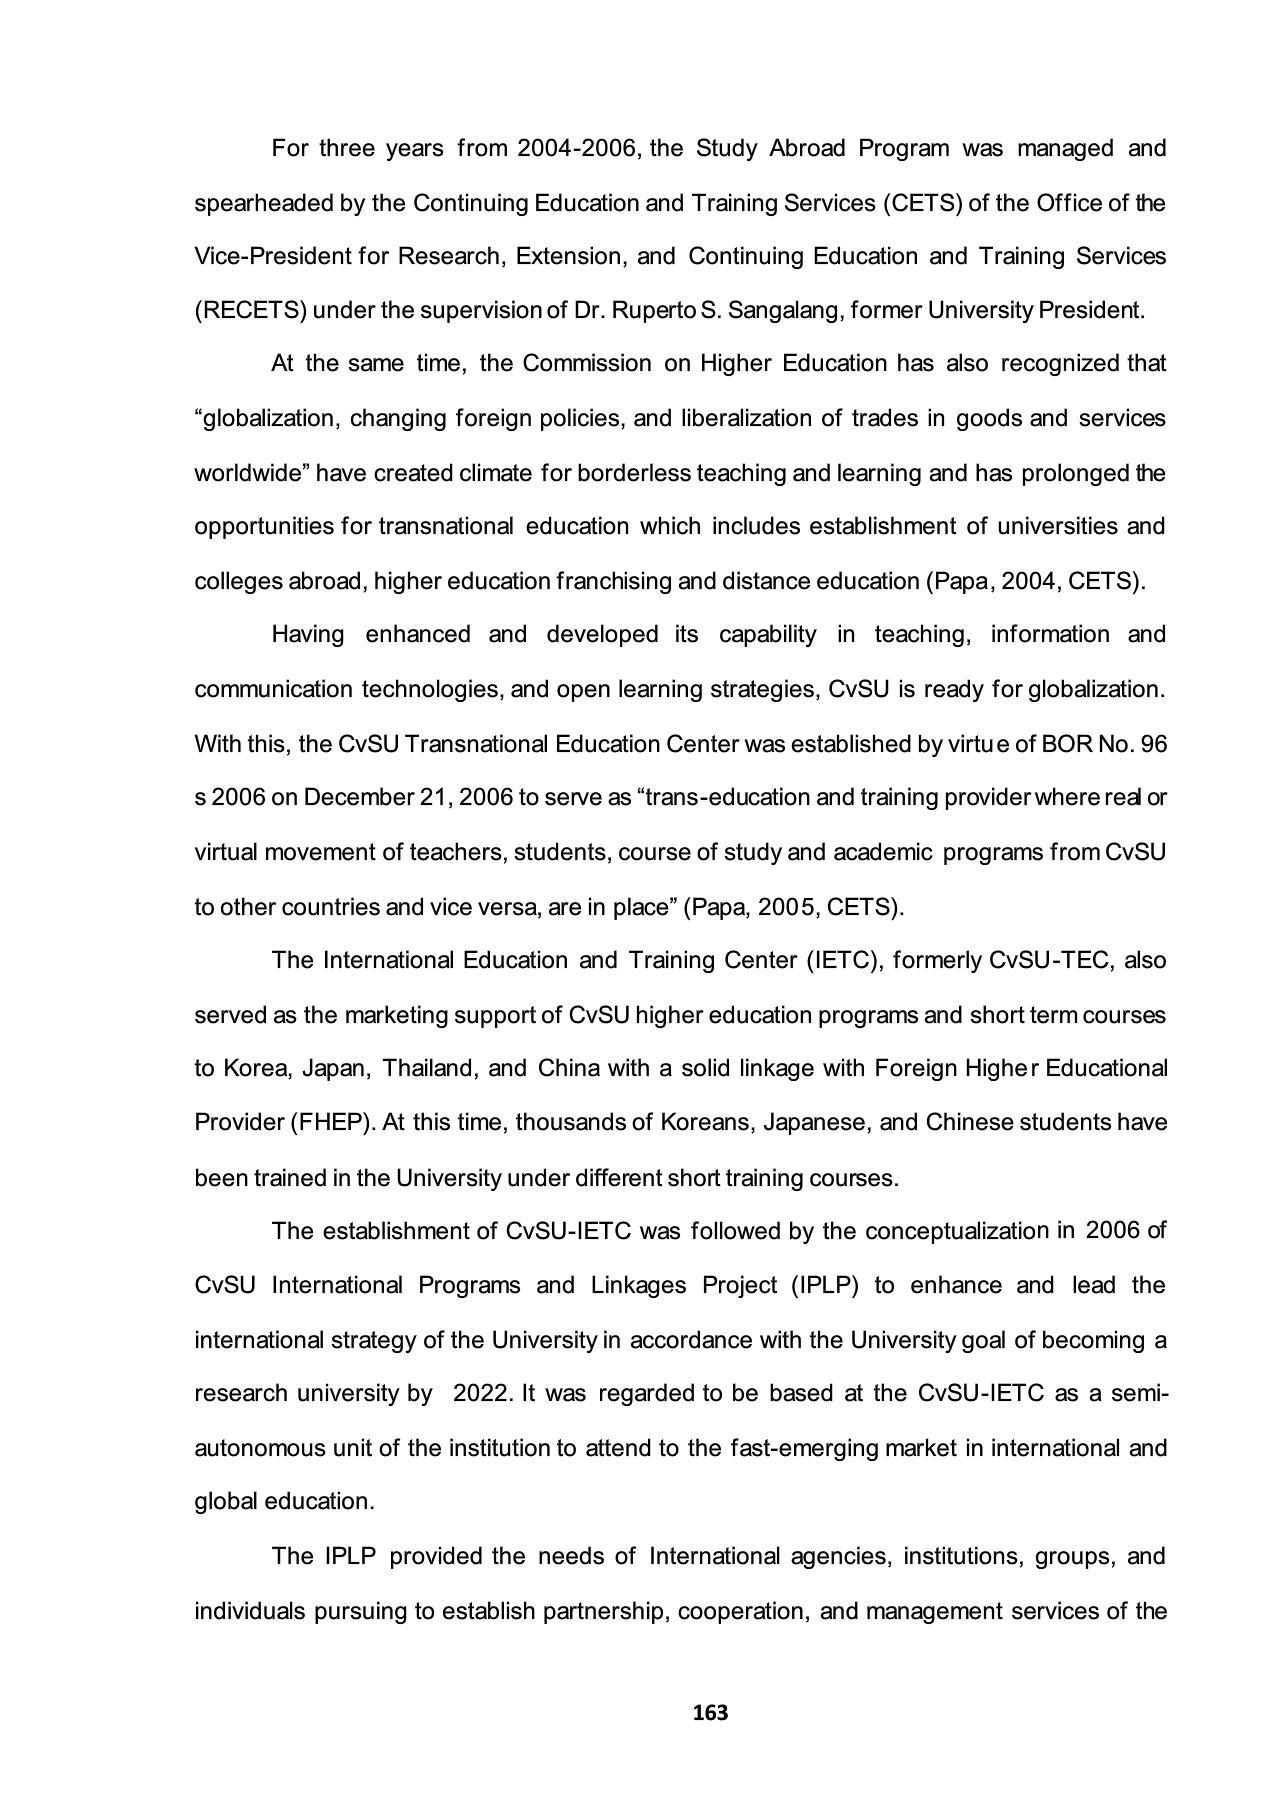 For three years from 2004-2006, the Study Abroad Program was managed and
spearheaded by the Continuing Education and Training Services (CETS) of the Office of the
Vice-President for Research, Extension, and Continuing Education and Training Services
(RECETS) under the supervision of Dr. Ruperto S. Sangalang, former University President.
At the same time, the Commission on Higher Education has also recognized that
“globalization, changing foreign policies, and liberalization of trades in goods and services
worldwide” have created climate for borderless teaching and learning and has prolonged the
opportunities for transnational education which includes establishment of universities and
colleges abroad, higher education franchising and distance education (Papa, 2004, CETS).
Having enhanced and developed its capability in teaching, information and
communication technologies, and open learning strategies, CvSU is ready for globalization.
With this, the CvSU Transnational Education Center was established by virtue of BOR No. 96
s 2006 on December 21, 2006 to serve as “trans-education and training provider where real or
virtual movement of teachers, students, course of study and academic programs from CvSU
to other countries and vice versa, are in place” (Papa, 2005, CETS).
The International Education and Training Center (IETC), formerly CvSU-TEC, also
served as the marketing support of CvSU higher education programs and short term courses
to Korea, Japan, Thailand, and China with a solid linkage with Foreign Higher Educational
Provider (FHEP). At this time, thousands of Koreans, Japanese, and Chinese students have
been trained in the University under different short training courses.
The establishment of CvSU-IETC was followed by the conceptualization in 2006 of
CvSU International Programs and Linkages Project (IPLP) to enhance and lead the
international strategy of the University in accordance with the University goal of becoming a
research university by 2022. It was regarded to be based at the CvSU-IETC as a semi-
autonomous unit of the institution to attend to the fast-emerging market in international and
global education.
The IPLP provided the needs of International agencies, institutions, groups, and
individuals pursuing to establish partnership, cooperation, and management services of the
163